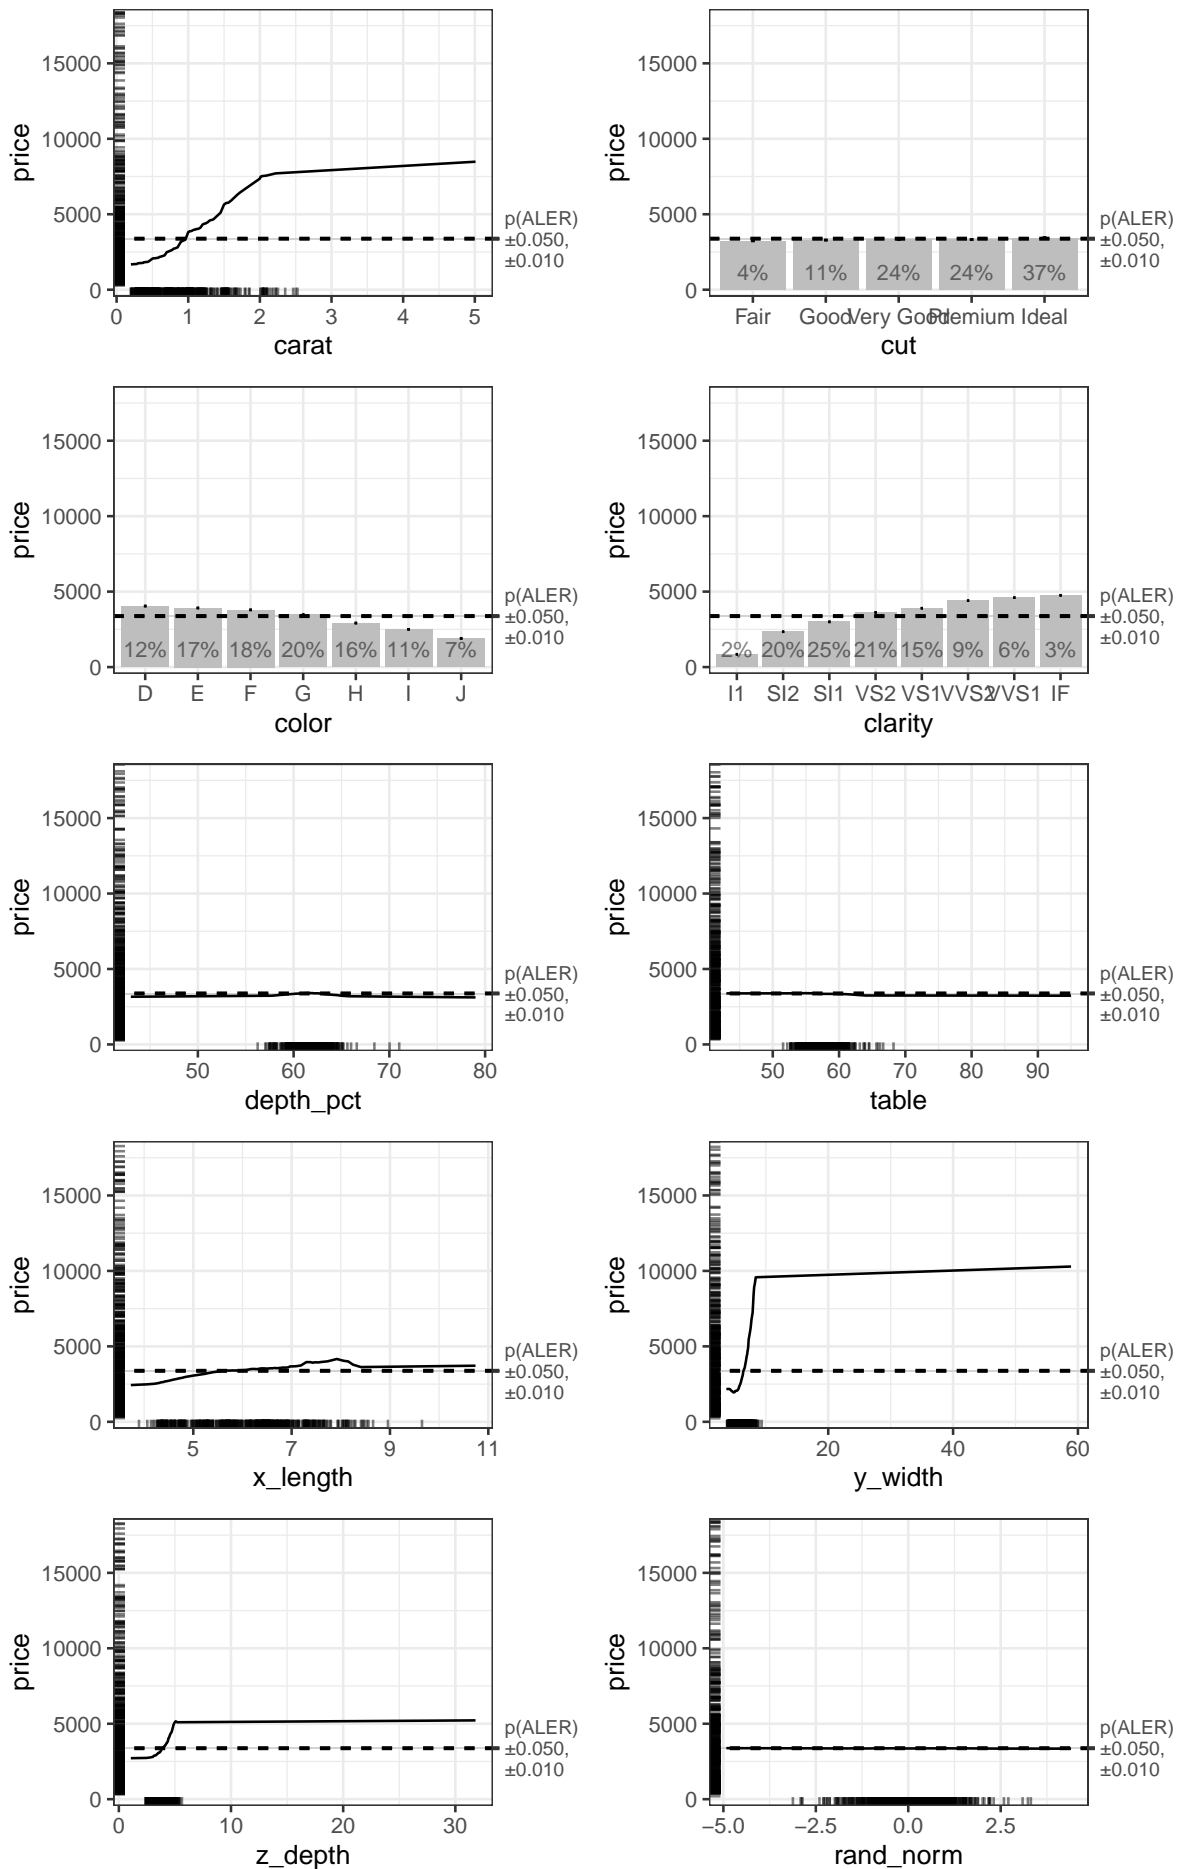 15000
10000
5000
0
price
p(ALER)
±0.050,
±0.010
0 1 2 3 4 5
carat
15000
10000
5000
0
price
4% 11% 24% 24% 37%
p(ALER)
±0.050,
±0.010
Fair Good Very Good Premium Ideal
cut
15000
10000
5000
0
price
12% 17% 18% 20% 16% 11% 7%
p(ALER)
±0.050,
±0.010
D E F G H I J
color
15000
10000
5000
0
price
2% 20% 25% 21% 15% 9% 6% 3%
p(ALER)
±0.050,
±0.010
I1 SI2 SI1 VS2 VS1 VVS2 VVS1 IF
clarity
15000
10000
5000
0
price
p(ALER)
±0.050,
±0.010
50 60 70 80
depth_pct
15000
10000
5000
0
price
p(ALER)
±0.050,
±0.010
50 60 70 80 90
table
15000
10000
5000
0
price
p(ALER)
±0.050,
±0.010
5 7 9 11
x_length
15000
10000
5000
0
price
p(ALER)
±0.050,
±0.010
20 40 60
y_width
15000
10000
5000
0
price
p(ALER)
±0.050,
±0.010
0 10 20 30
z_depth
15000
10000
5000
0
price
p(ALER)
±0.050,
±0.010
−5.0 −2.5 0.0 2.5
rand_norm